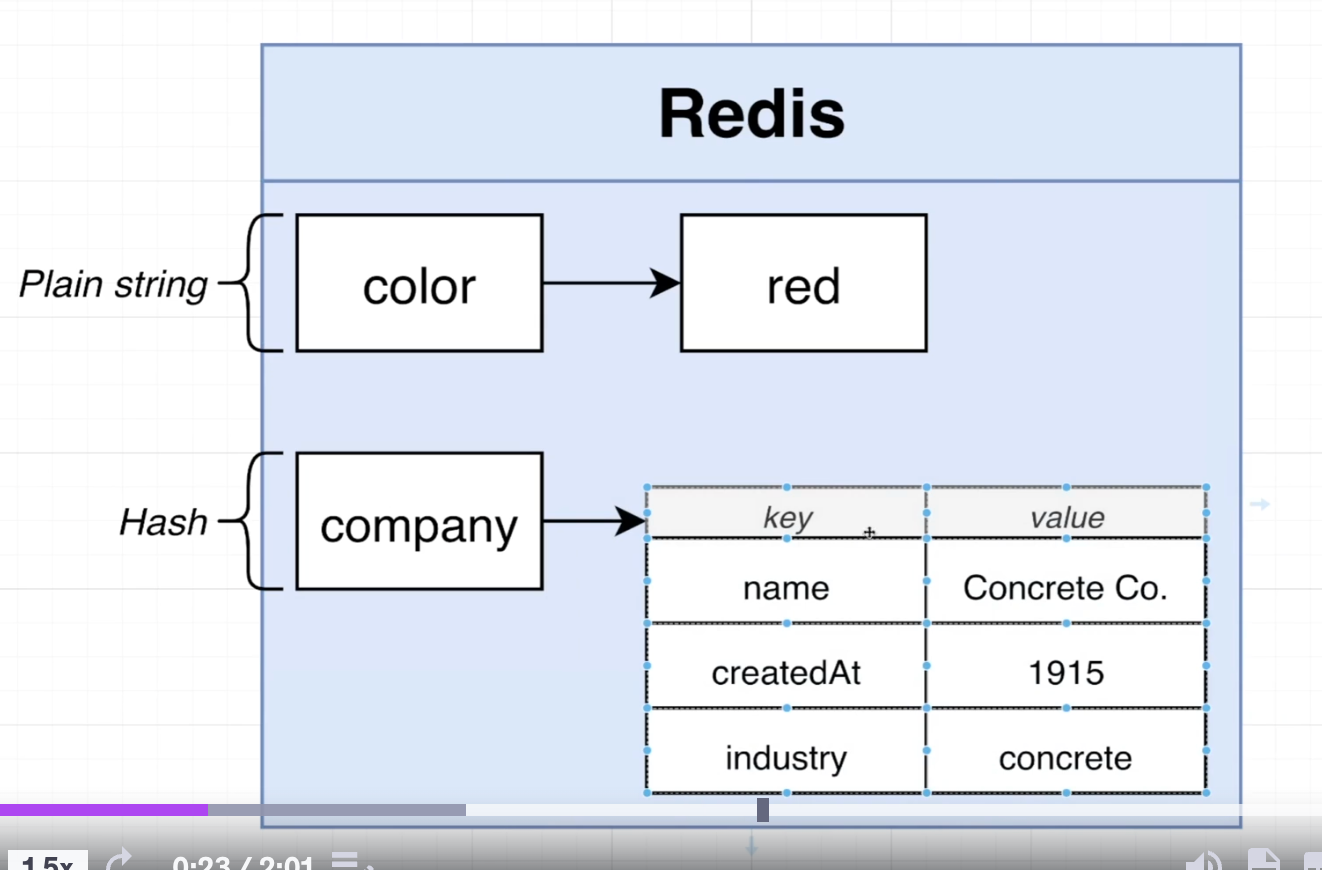 Redis
Plain string
color
red
Hash
company
key value
name Concrete Co.
createdAt 1915
industry concrete
1.5x 0:23 / 2:01